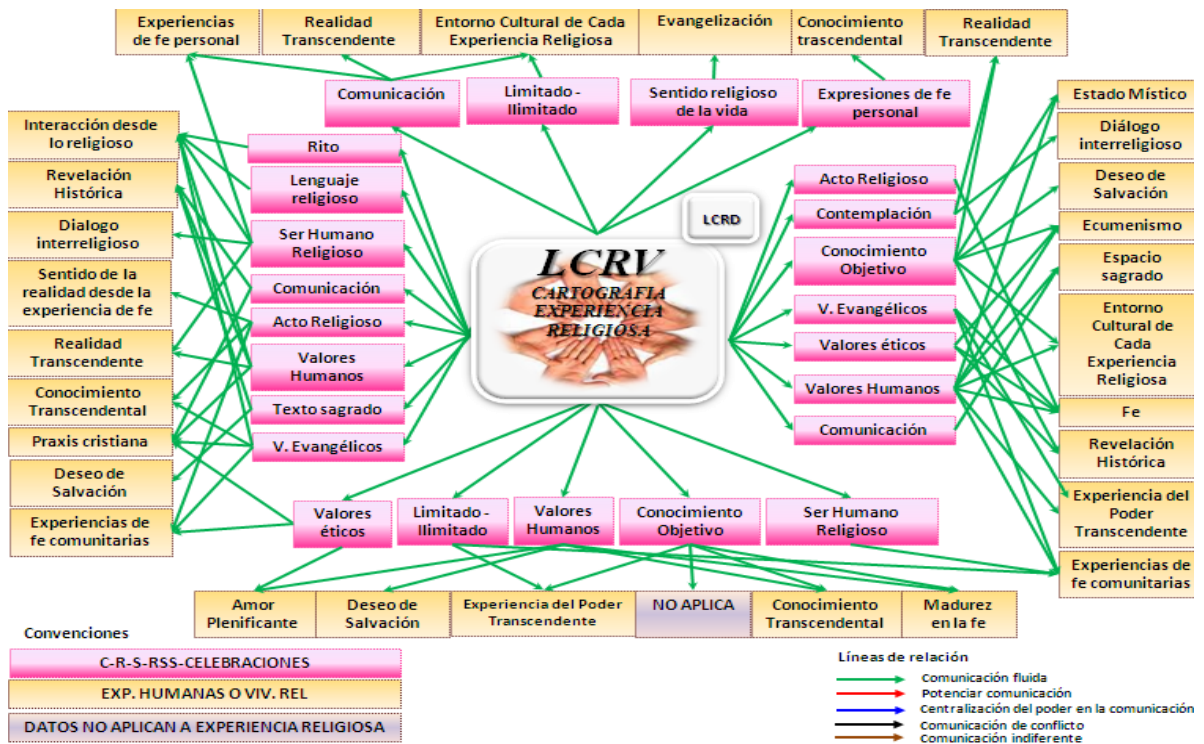 Experiencias
de fe personal
Realidad
Transcendente
Entorno Cultural de Cada
Experiencia Religiosa
Evangelización
Conocimiento
trascendental
Realidad
Transcendente
Comunicación
Limitado -
Ilimitado
Sentido religioso
de la vida
Expresiones de fe
personal
Interacción desde
lo religioso
Revelación
Histórica
Dialogo
interreligioso
Sentido de la
realidad desde la
experiencia de fe
Realidad
Transcendente
Conocimiento
Transcendental
Praxis cristiana
Deseo de
Salvación
Experiencias de
fe comunitarias
Rito
Lenguaje
religioso
Ser Humano
Religioso
Comunicación
Acto Religioso
Valores
Humanos
Texto sagrado
V. Evangélicos
LCRD
LCRV
CARTOGRAFIA
EXPERIENCIA
RELIGIOSA
Acto Religioso
Contemplación
Conocimiento
Objetivo
V. Evangélicos
Valores éticos
Valores Humanos
Comunicación
Estado Místico
Diálogo
interreligioso
Deseo de
Salvación
Ecumenismo
Espacio
sagrado
Entorno
Cultural de
Cada
Experiencia
Religiosa
Fe
Revelación
Histórica
Experiencia del
Poder
Transcendente
Experiencias de
fe comunitarias
Valores
éticos
Limitado -
Ilimitado
Valores
Humanos
Conocimiento
Objetivo
Ser Humano
Religioso
Amor
Plenificante
Deseo de
Salvación
Experiencia del Poder
Transcendente
NO APLICA
Conocimiento
Transcendental
Madurez
en la fe
Convenciones
C-R-S-RSS-CELEBRACIONES
EXP. HUMANAS O VIV. REL
DATOS NO APLICAN A EXPERIENCIA RELIGIOSA
Líneas de relación
Comunicación fluida
Potenciar comunicación
Centralización del poder en la comunicación
Comunicación de conflicto
Comunicación indiferente